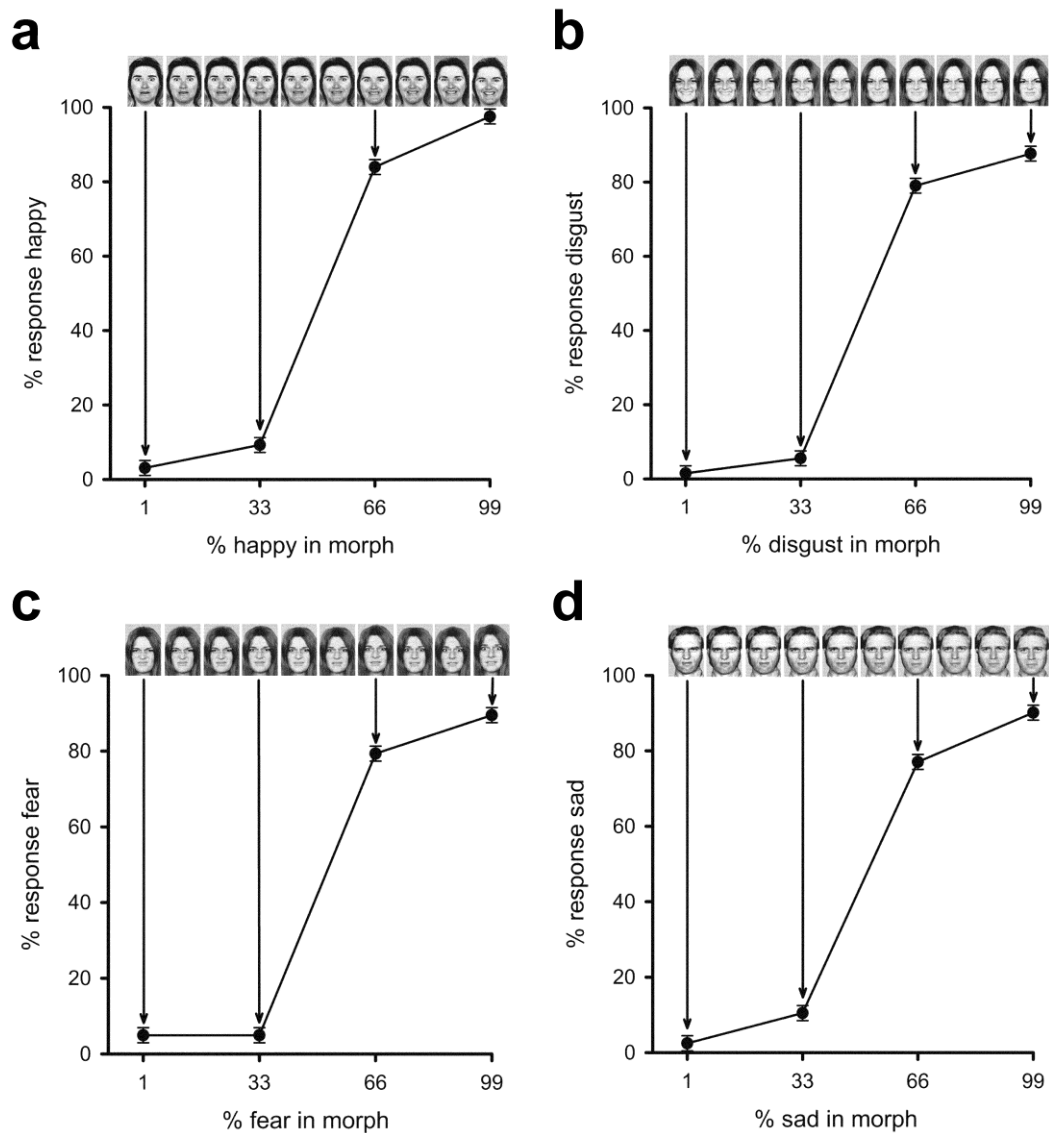 a
100
80
60
40
20
0
% response happy
1 33 66 99
% happy in morph
b
100
80
60
40
20
0
% response disgust
1 33 66 99
% disgust in morph
c
100
80
60
40
20
0
% response fear
1 33 66 99
% fear in morph
d
100
80
60
40
20
0
% response sad
1 33 66 99
% sad in morph